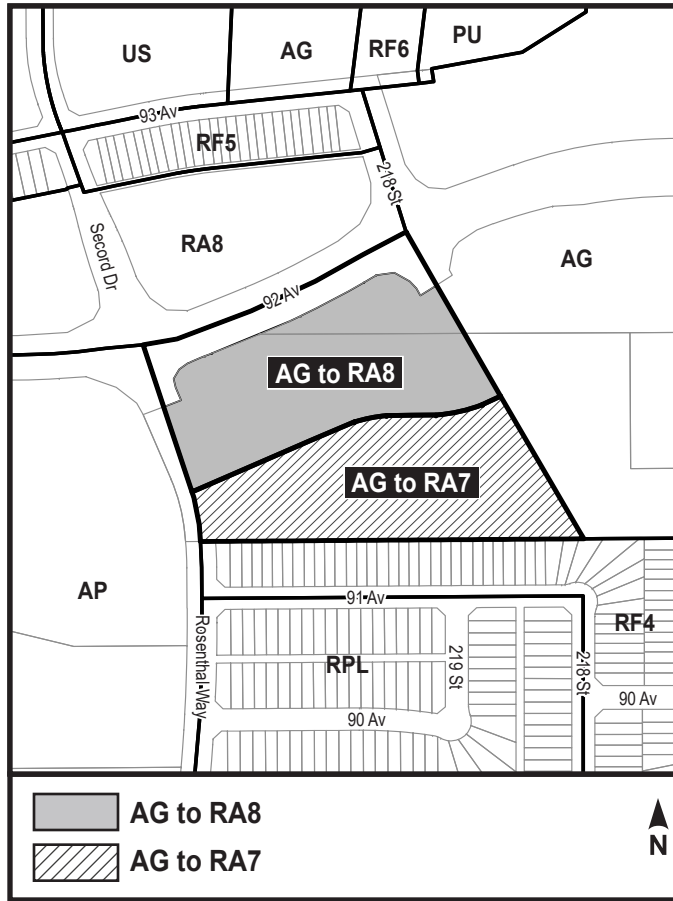 US
AG
RF6
PU
93 Av
RF5
218 St
Secord Dr
RA8
AG
92 Av
AG to RA8
AG to RA7
AP
91 Av
RF4
Rosenthal Way
RPL
219 St
218 St
90 Av
90 Av
AG to RA8
AG to RA7
N